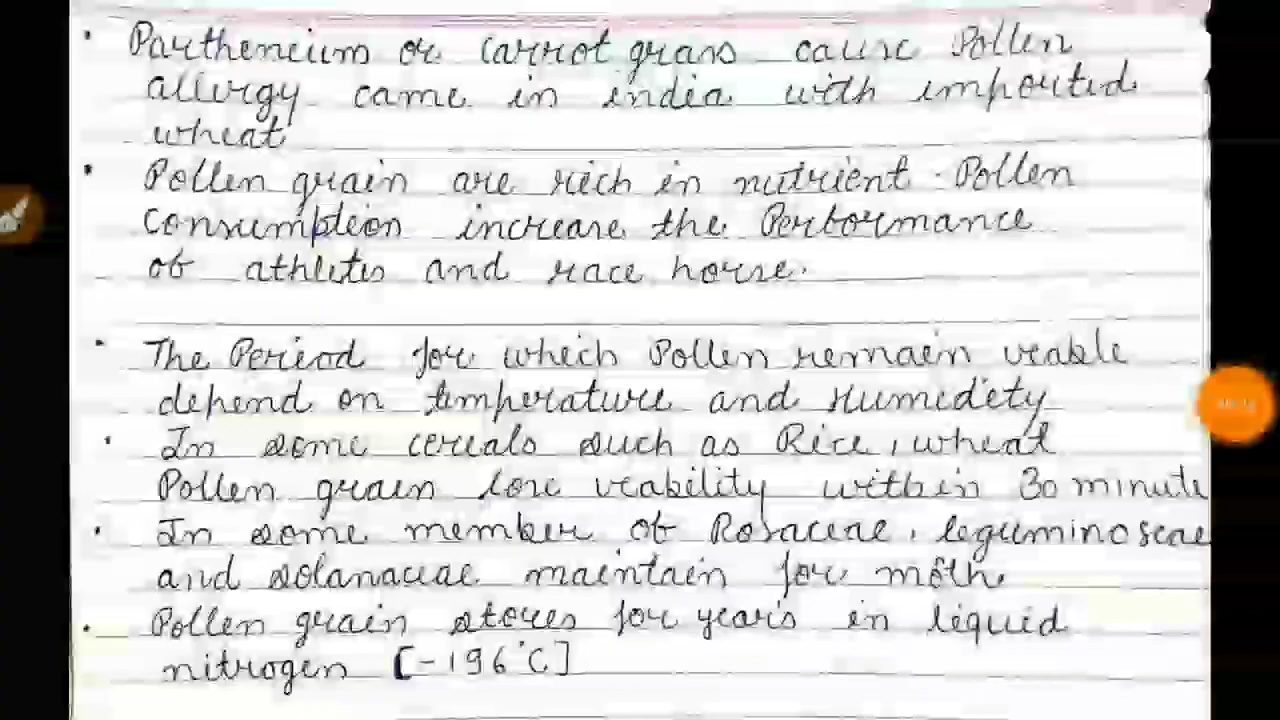 • Parthenium or carrot grass cause Pollen
allergy came in india with imported
wheat
• Pollen grain are rich in nutrient. Pollen
consumption increase the Performance
of athletes and race horse.
• The Period for which Pollen remain viable
depend on temperature and Humidity
• In some cereals such as Rice, wheat
Pollen grain lose viability within 30 minute
• In some member of Rosaceae, leguminoseae
and solanaceae maintain for moth
• Pollen grain stores for year's in liquid
nitrogen [-196°C]